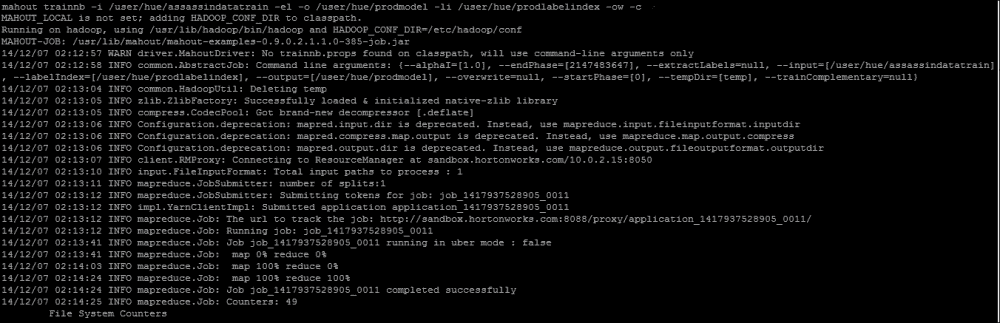 mahout trainnb -i /user/hue/assassindatatrain -el -o /user/hue/prodmodel -li /user/hue/prodlabelindex -ow -c
MAHOUT_LOCAL is not set; adding HADOOP_CONF_DIR to classpath.
Running on hadoop, using /usr/lib/hadoop/bin/hadoop and HADOOP_CONF_DIR=/etc/hadoop/conf
MAHOUT-JOB: /usr/lib/mahout/mahout-examples-0.9.0.2.1.1.0-385-job.jar
14/12/07 02:12:57 WARN driver.MahoutDriver: No trainnb.props found on classpath, will use command-line arguments only
14/12/07 02:12:58 INFO common.AbstractJob: Command line arguments: {--alphaI=[1.0], --endPhase=[2147483647], --extractLabels=null, --input=[/user/hue/assassindatatrain]
, --labelIndex=[/user/hue/prodlabelindex], --output=[/user/hue/prodmodel], --overwrite=null, --startPhase=[0], --tempDir=[temp], --trainComplementary=null}
14/12/07 02:13:04 INFO common.HadoopUtil: Deleting temp
14/12/07 02:13:05 INFO zlib.ZlibFactory: Successfully loaded & initialized native-zlib library
14/12/07 02:13:05 INFO compress.CodecPool: Got brand-new decompressor [.deflate]
14/12/07 02:13:06 INFO Configuration.deprecation: mapred.input.dir is deprecated. Instead, use mapreduce.input.fileinputformat.inputdir
14/12/07 02:13:06 INFO Configuration.deprecation: mapred.compress.map.output is deprecated. Instead, use mapreduce.map.output.compress
14/12/07 02:13:06 INFO Configuration.deprecation: mapred.output.dir is deprecated. Instead, use mapreduce.output.fileoutputformat.outputdir
14/12/07 02:13:07 INFO client.RMProxy: Connecting to ResourceManager at sandbox.hortonworks.com/10.0.2.15:8050
14/12/07 02:13:10 INFO input.FileInputFormat: Total input paths to process : 1
14/12/07 02:13:11 INFO mapreduce.JobSubmitter: number of splits:1
14/12/07 02:13:12 INFO mapreduce.JobSubmitter: Submitting tokens for job: job_1417937528905_0011
14/12/07 02:13:12 INFO impl.YarnClientImpl: Submitted application application_1417937528905_0011
14/12/07 02:13:12 INFO mapreduce.Job: The url to track the job: http://sandbox.hortonworks.com:8088/proxy/application_1417937528905_0011/
14/12/07 02:13:12 INFO mapreduce.Job: Running job: job_1417937528905_0011
14/12/07 02:13:41 INFO mapreduce.Job: Job job_1417937528905_0011 running in uber mode : false
14/12/07 02:13:41 INFO mapreduce.Job:  map 0% reduce 0%
14/12/07 02:14:03 INFO mapreduce.Job:  map 100% reduce 0%
14/12/07 02:14:24 INFO mapreduce.Job:  map 100% reduce 100%
14/12/07 02:14:24 INFO mapreduce.Job: Job job_1417937528905_0011 completed successfully
14/12/07 02:14:25 INFO mapreduce.Job: Counters: 49
File System Counters